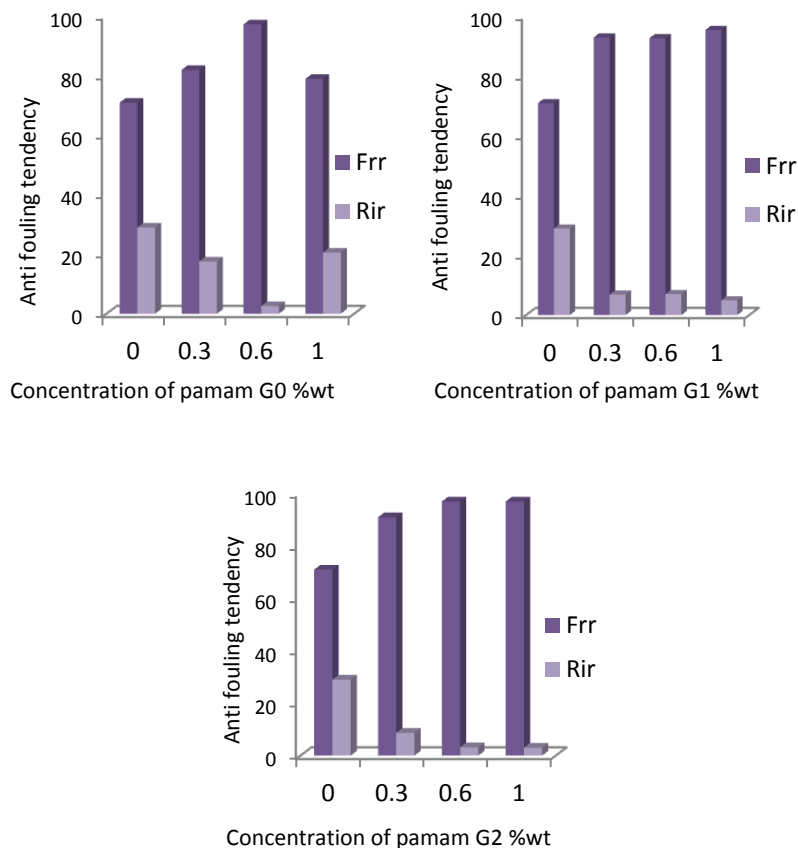 100
80
60
40
20
0
Anti fouling tendency
Frr
Rir
0 0.3 0.6 1
Concentration of pamam G0 %wt
100
80
60
40
20
0
Anti fouling tendency
Frr
Rir
0 0.3 0.6 1
Concentration of pamam G1 %wt
100
80
60
40
20
0
Anti fouling tendency
Frr
Rir
0 0.3 0.6 1
Concentration of pamam G2 %wt